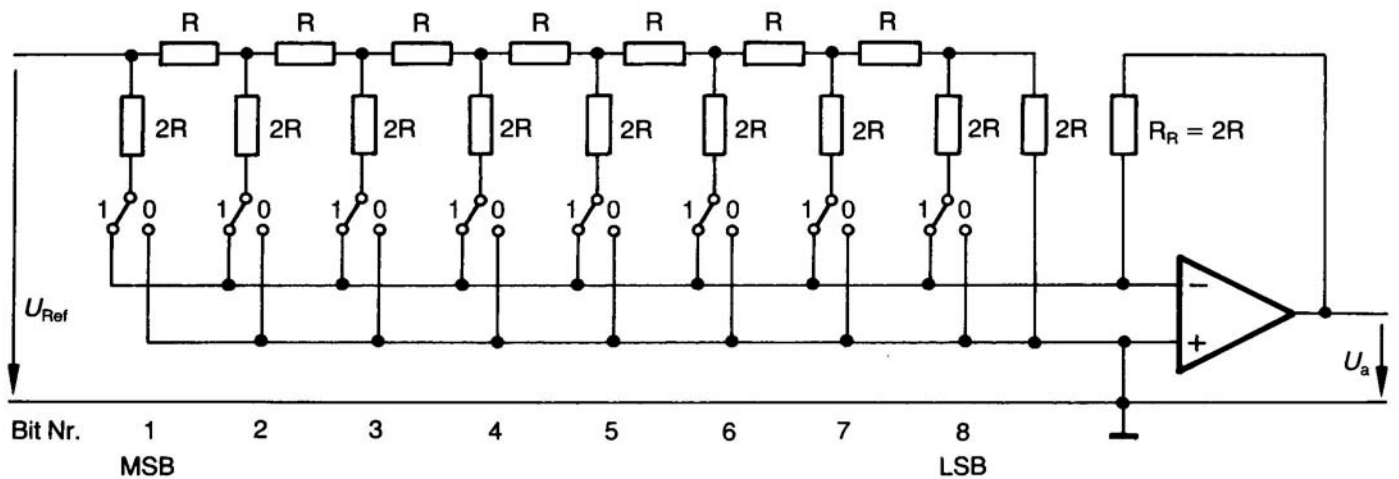 R R R R R R R
2R 2R 2R 2R 2R 2R 2R 2R 2R R_R = 2R
1 0 1 0 1 0 1 0 1 0 1 0 1 0 1 0
−
U_Ref
+
U_a
Bit Nr. 1 2 3 4 5 6 7 8
MSB LSB